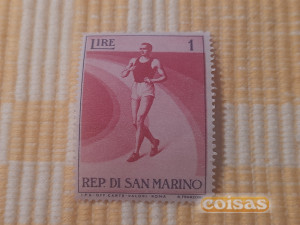 LIRE 1
REP. DI SAN MARINO
coisas